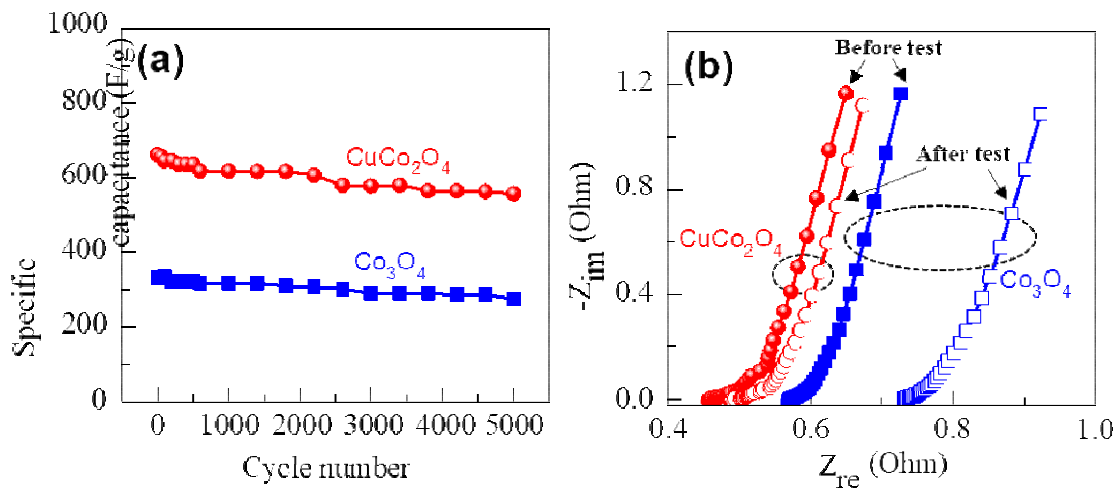 (a)
Specific
capacitance (F/g)
1000
800
600
400
200
0
CuCo₂O₄
Co₃O₄
0 1000 2000 3000 4000 5000
Cycle number
(b)
Before test
After test
-Z_im (Ohm)
1.2
0.8
0.4
0.0
CuCo₂O₄
Co₃O₄
0.4 0.6 0.8 1.0
Z_re (Ohm)